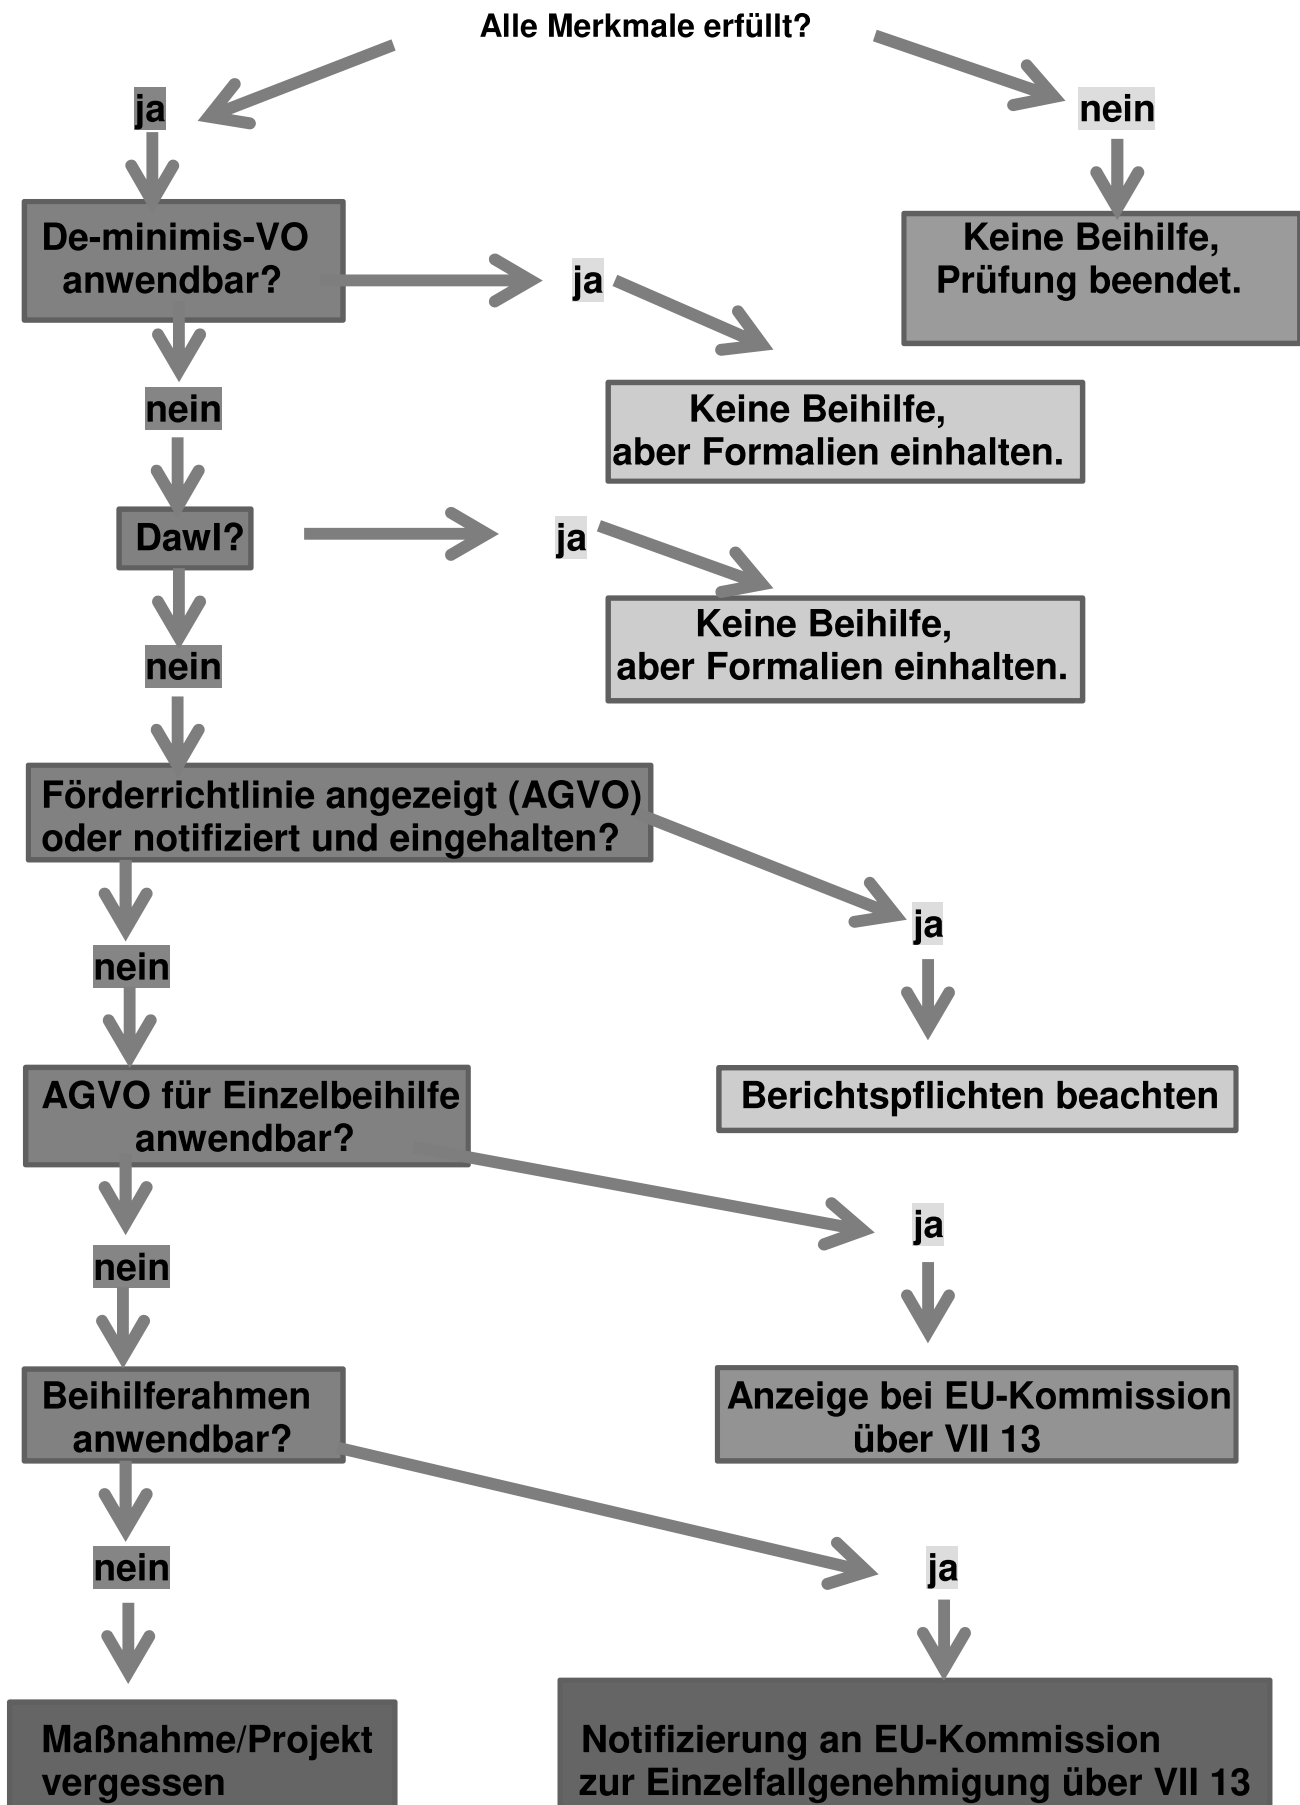 Alle Merkmale erfüllt?
ja
nein
De-minimis-VO
anwendbar?
ja
Keine Beihilfe,
Prüfung beendet.
nein
Keine Beihilfe,
aber Formalien einhalten.
DawI?
ja
Keine Beihilfe,
aber Formalien einhalten.
nein
Förderrichtlinie angezeigt (AGVO)
oder notifiziert und eingehalten?
ja
nein
AGVO für Einzelbeihilfe
anwendbar?
Berichtspflichten beachten
ja
nein
Beihilferahmen
anwendbar?
Anzeige bei EU-Kommission
über VII 13
nein
ja
Maßnahme/Projekt
vergessen
Notifizierung an EU-Kommission
zur Einzelfallgenehmigung über VII 13